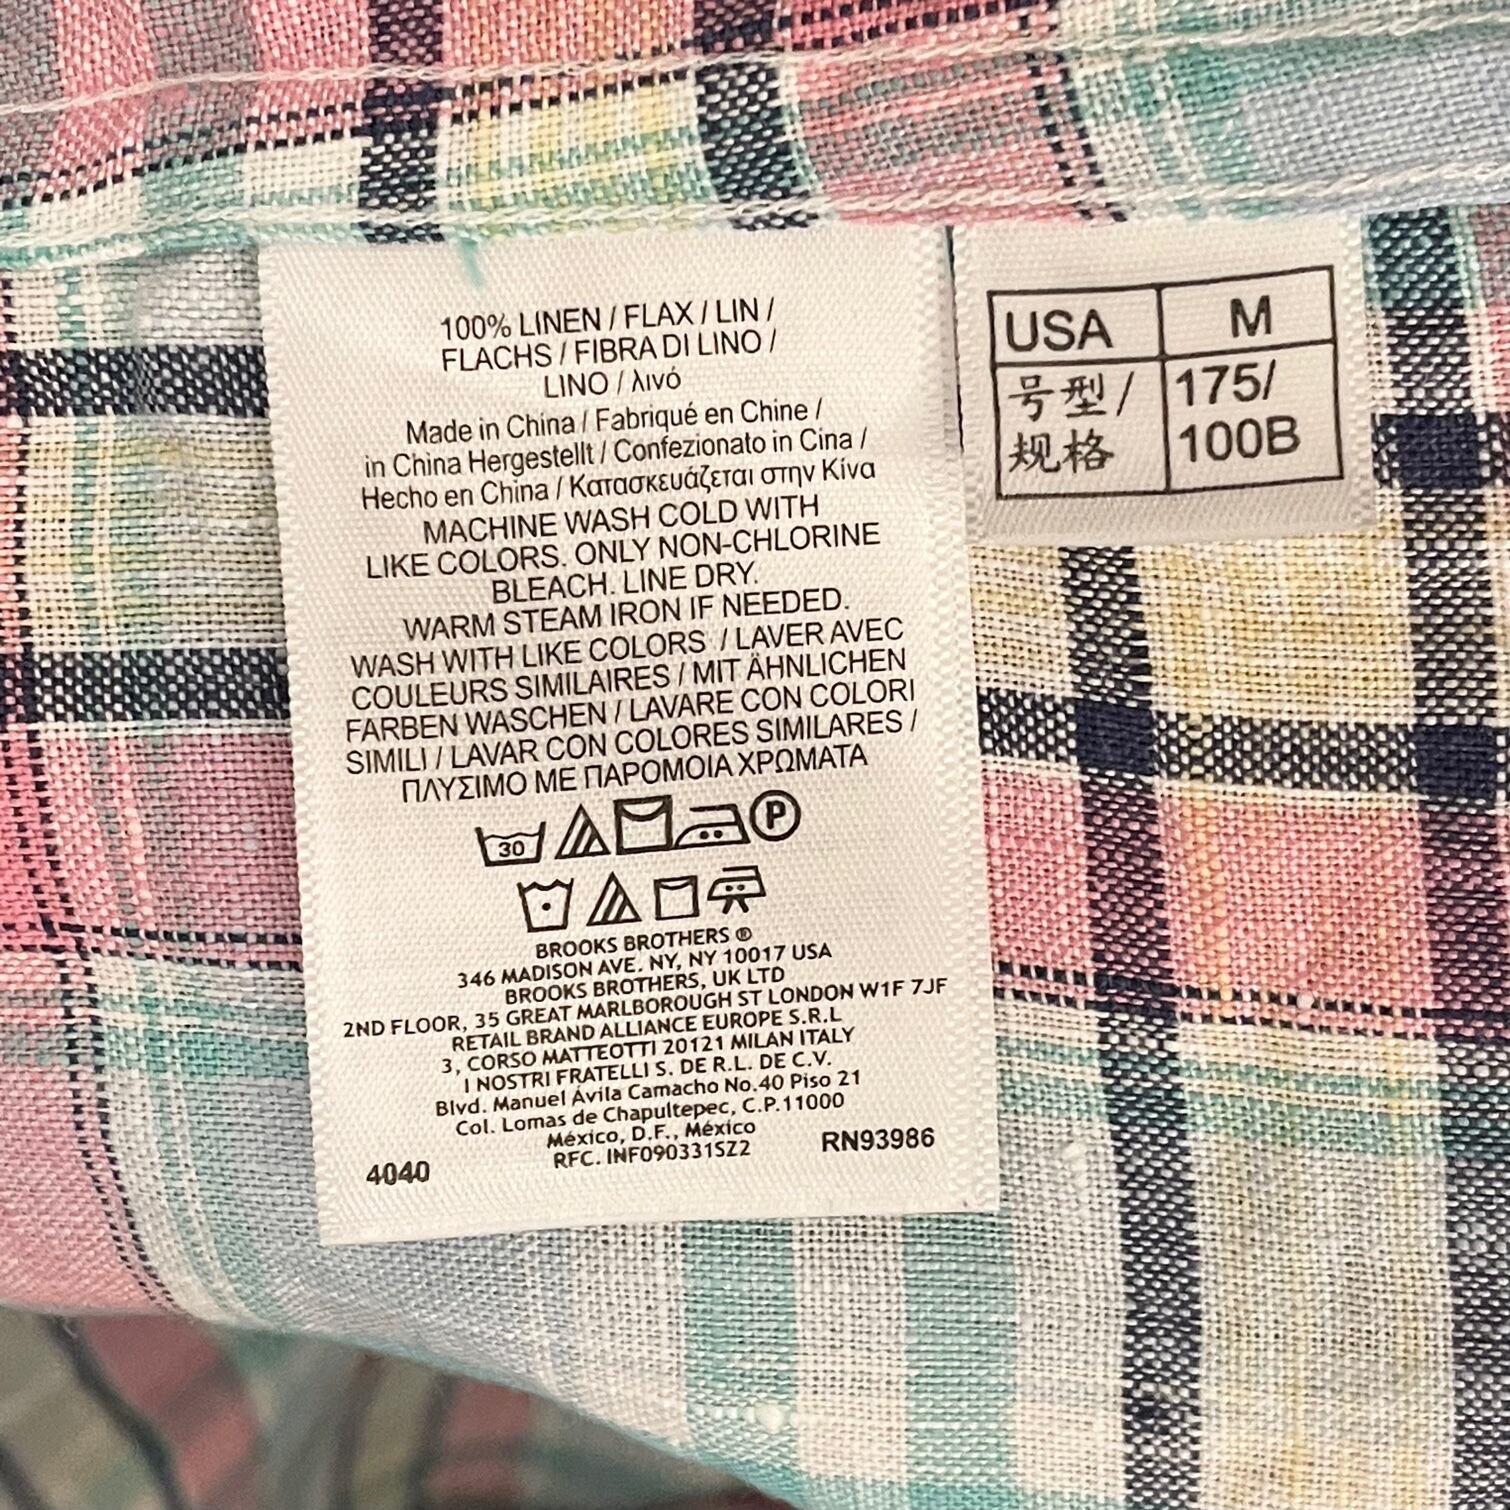 100% LINEN / FLAX / LIN /
FLACHS / FIBRA DI LINO /
LINO / λινό
Made in China / Fabriqué en Chine /
in China Hergestellt / Confezionato in Cina /
Hecho en China / Κατασκευάζεται στην Κίνα
MACHINE WASH COLD WITH
LIKE COLORS. ONLY NON-CHLORINE
BLEACH. LINE DRY.
WARM STEAM IRON IF NEEDED.
WASH WITH LIKE COLORS / LAVER AVEC
COULEURS SIMILAIRES / MIT ÄHNLICHEN
FARBEN WASCHEN / LAVARE CON COLORI
SIMILI / LAVAR CON COLORES SIMILARES /
ΠΛΥΣΙΜΟ ΜΕ ΠΑΡΟΜΟΙΑ ΧΡΩΜΑΤΑ
30 P
BROOKS BROTHERS ®
346 MADISON AVE. NY, NY 10017 USA
BROOKS BROTHERS, UK LTD
2ND FLOOR, 35 GREAT MARLBOROUGH ST LONDON W1F 7JF
RETAIL BRAND ALLIANCE EUROPE S.R.L
3, CORSO MATTEOTTI 20121 MILAN ITALY
I NOSTRI FRATELLI S. DE R.L. DE C.V.
Blvd. Manuel Ávila Camacho No.40 Piso 21
Col. Lomas de Chapultepec, C.P.11000
México, D.F., México
RFC. INF090331SZ2
4040
RN93986
USA M
号型/ 175/
规格 100B